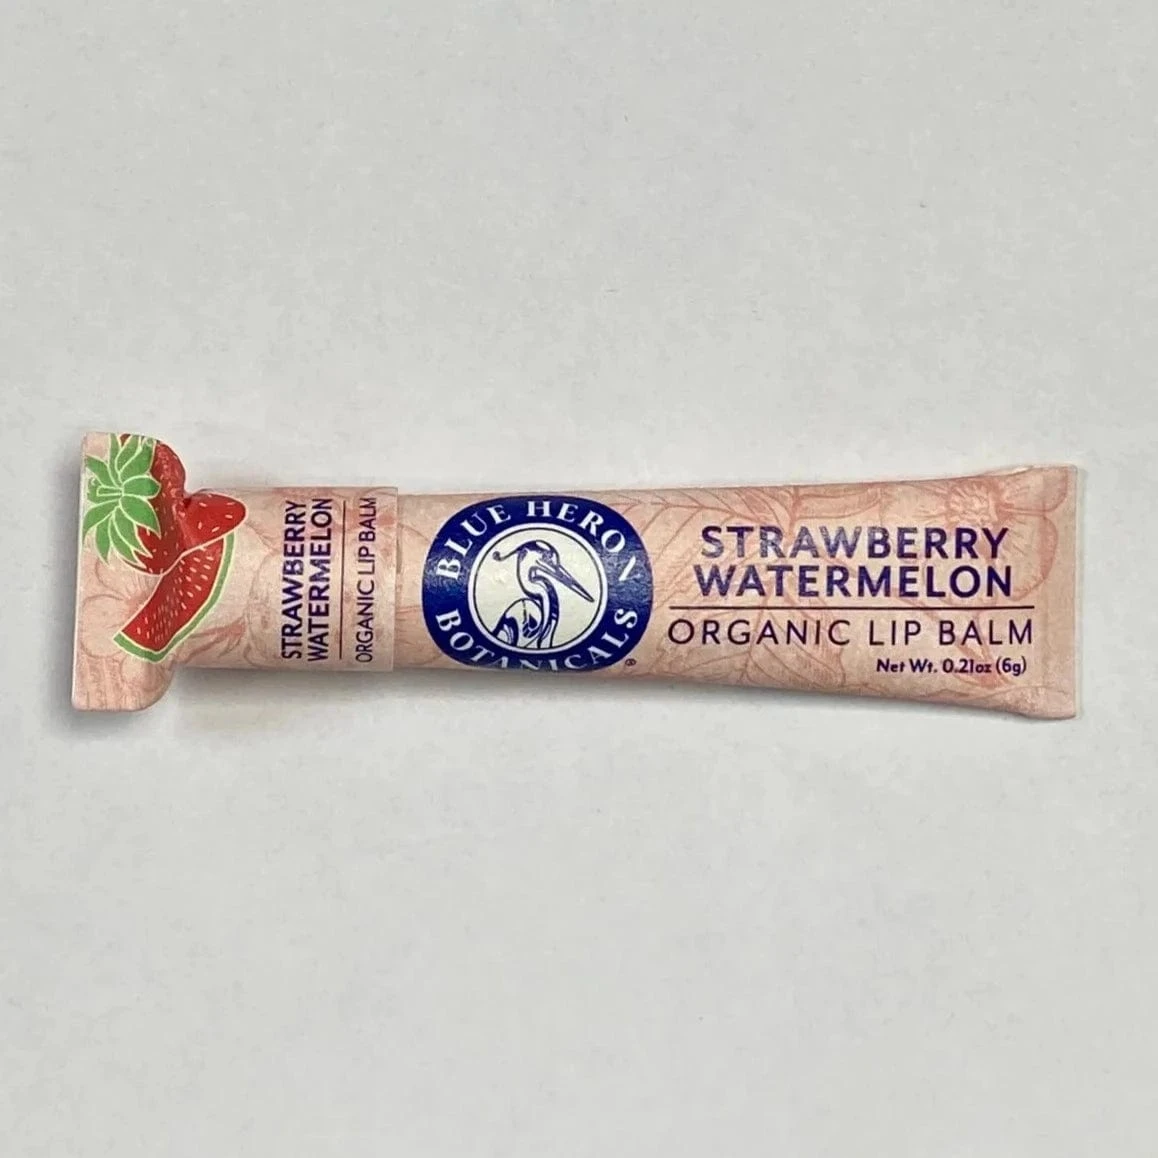 STRAWBERRY
WATERMELON
ORGANIC LIP BALM
BLUE HERON
BOTANICALS
®
STRAWBERRY
WATERMELON
ORGANIC LIP BALM
Net Wt. 0.21oz (6g)